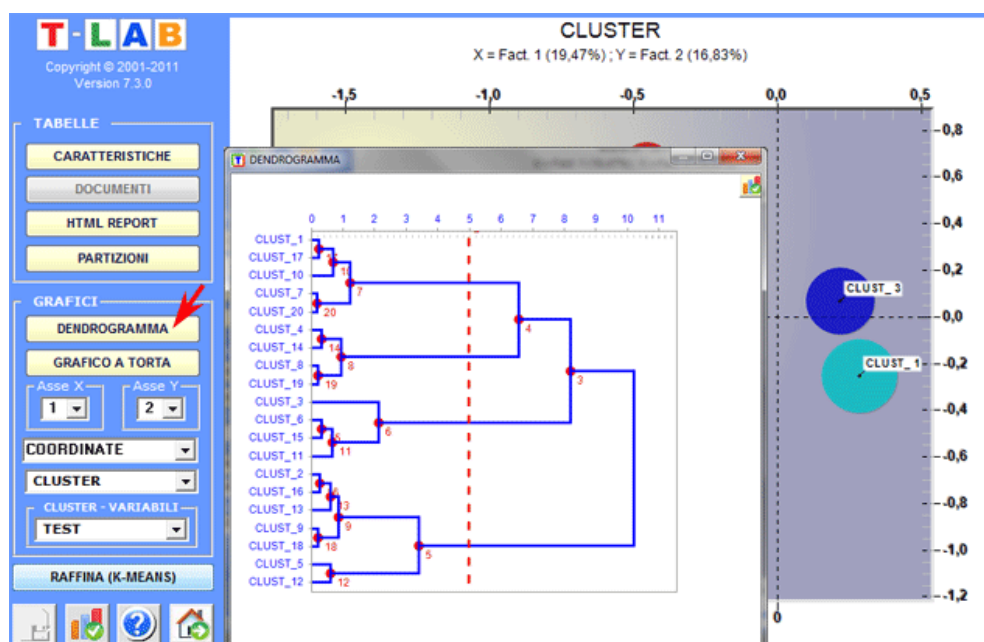 T-LAB
Copyright © 2001-2011
Version 7.3.0
TABELLE
CARATTERISTICHE
DOCUMENTI
HTML REPORT
PARTIZIONI
GRAFICI
DENDROGRAMMA
GRAFICO A TORTA
Asse X
Asse Y
1
2
COORDINATE
CLUSTER
CLUSTER - VARIABILI
TEST
RAFFINA (K-MEANS)
CLUSTER
X = Fact. 1 (19,47%) ; Y = Fact. 2 (16,83%)
-1,5 -1,0 -0,5 0,0 0,5
DENDROGRAMMA
0 1 2 3 4 5 6 7 8 9 10 11
CLUST_1
CLUST_17
CLUST_10
CLUST_7
CLUST_20
CLUST_4
CLUST_14
CLUST_8
CLUST_19
CLUST_3
CLUST_6
CLUST_15
CLUST_11
CLUST_2
CLUST_16
CLUST_13
CLUST_9
CLUST_18
CLUST_5
CLUST_12
7
20
4
14
8
19
3
6
11
13
9
18
5
12
CLUST_3
CLUST_1
-0,8
-0,6
-0,4
-0,2
-0,0
-0,2
-0,4
-0,6
-0,8
-1,0
-1,2
0